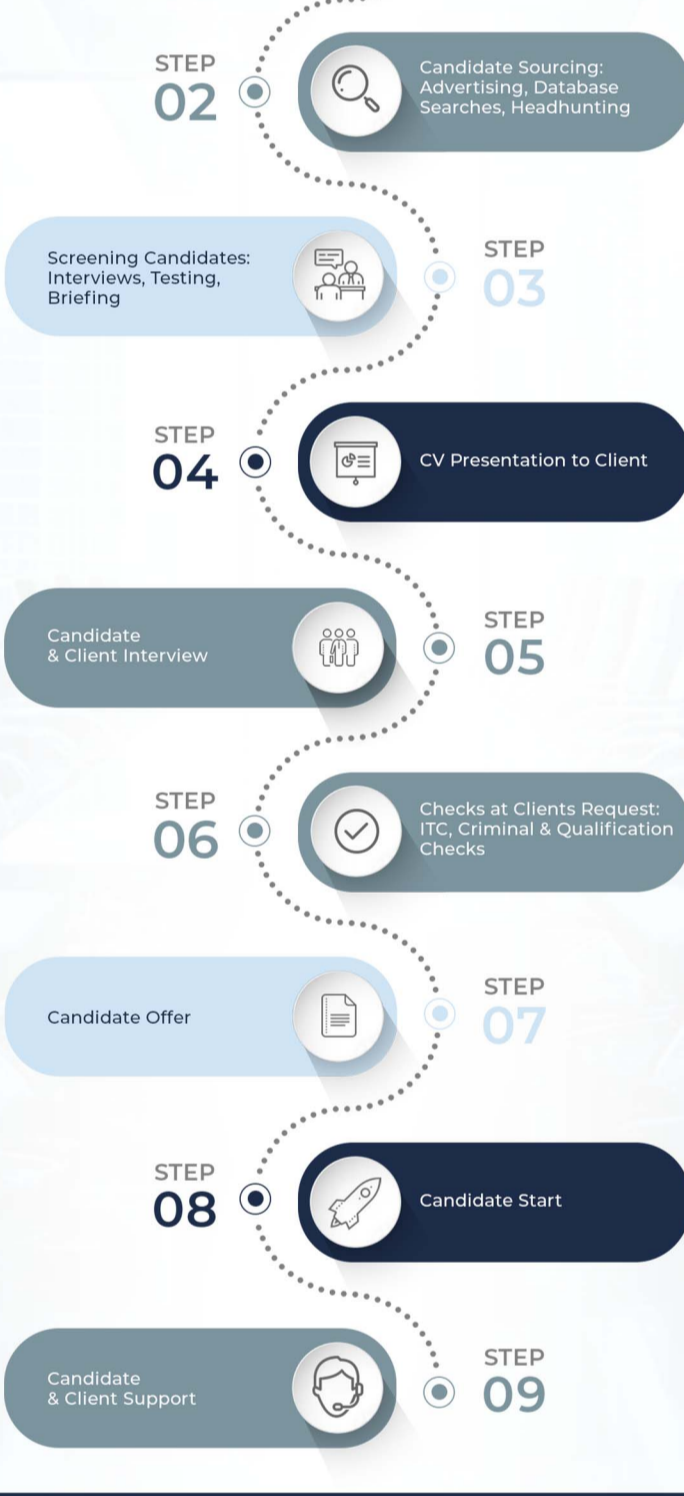 STEP
02
Candidate Sourcing:
Advertising, Database
Searches, Headhunting
Screening Candidates:
Interviews, Testing,
Briefing
STEP
03
STEP
04
CV Presentation to Client
Candidate
& Client Interview
STEP
05
STEP
06
Checks at Clients Request:
ITC, Criminal & Qualification
Checks
Candidate Offer
STEP
07
STEP
08
Candidate Start
Candidate
& Client Support
STEP
09